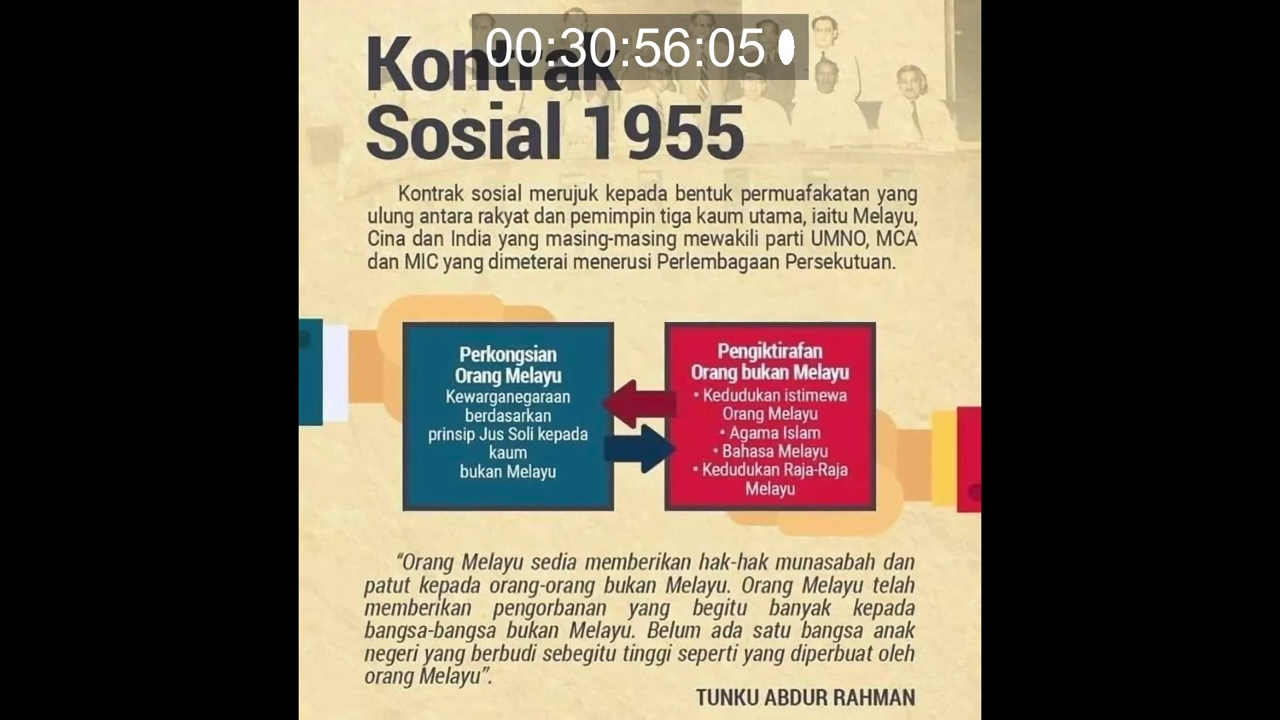 00:30:56:05
Kontrak
Sosial 1955
Kontrak sosial merujuk kepada bentuk permuafakatan yang
ulung antara rakyat dan pemimpin tiga kaum utama, iaitu Melayu,
Cina dan India yang masing-masing mewakili parti UMNO, MCA
dan MIC yang dimeterai menerusi Perlembagaan Persekutuan.
Perkongsian
Orang Melayu
Kewarganegaraan
berdasarkan
prinsip Jus Soli kepada
kaum
bukan Melayu
Pengiktirafan
Orang bukan Melayu
• Kedudukan istimewa
Orang Melayu
• Agama Islam
• Bahasa Melayu
• Kedudukan Raja-Raja
Melayu
“Orang Melayu sedia memberikan hak-hak munasabah dan
patut kepada orang-orang bukan Melayu. Orang Melayu telah
memberikan pengorbanan yang begitu banyak kepada
bangsa-bangsa bukan Melayu. Belum ada satu bangsa anak
negeri yang berbudi sebegitu tinggi seperti yang diperbuat oleh
orang Melayu”.
TUNKU ABDUR RAHMAN